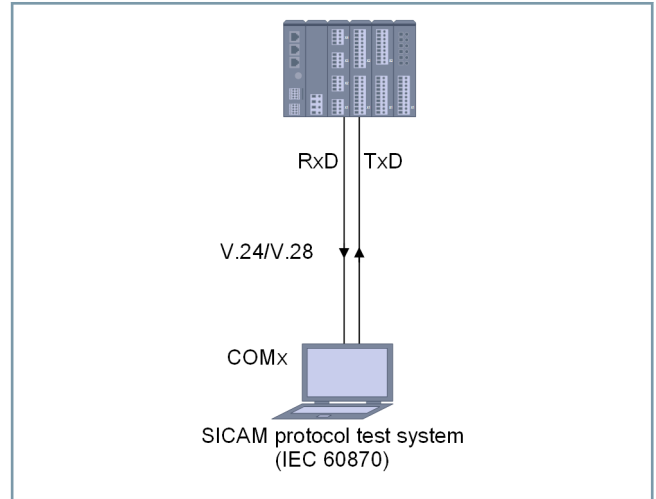 RxD TxD
V.24/V.28
COMx
SICAM protocol test system
(IEC 60870)